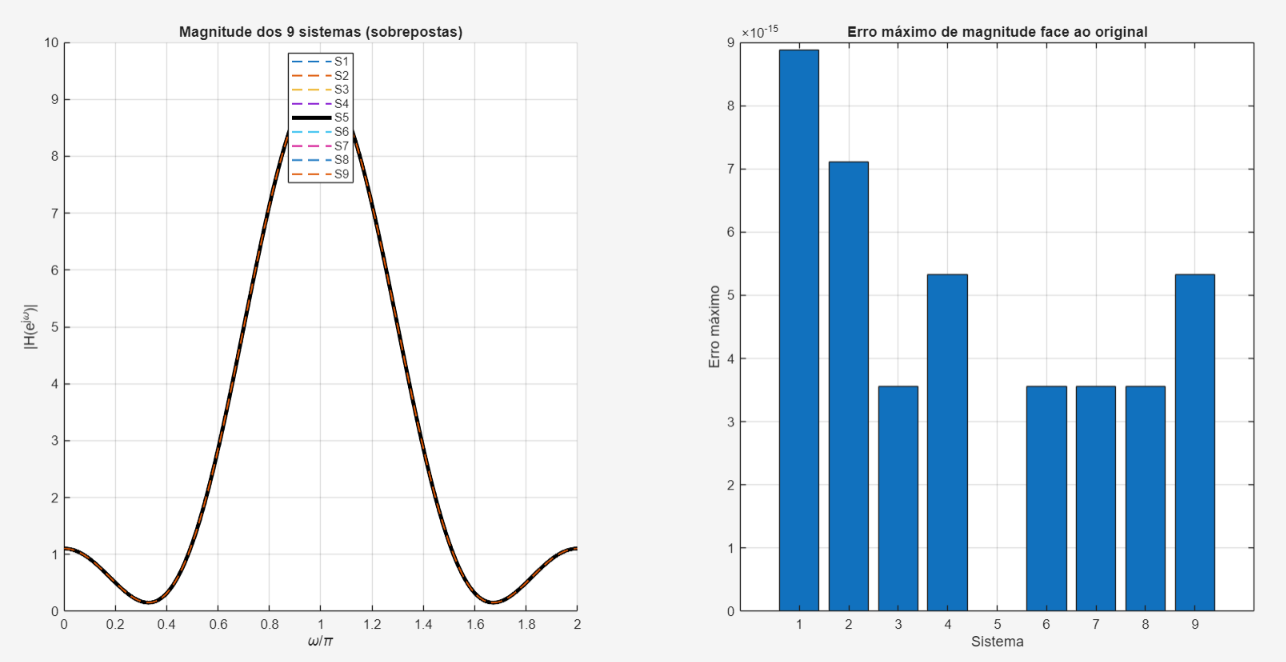 Magnitude dos 9 sistemas (sobrepostas)
10
9
8
7
6
5
4
3
2
1
0
|H(e^{jω})|
S1
S2
S3
S4
S5
S6
S7
S8
S9
0 0.2 0.4 0.6 0.8 1 1.2 1.4 1.6 1.8 2
ω/π
×10^{-15}
Erro máximo de magnitude face ao original
9
8
7
6
5
4
3
2
1
0
Erro máximo
1 2 3 4 5 6 7 8 9
Sistema